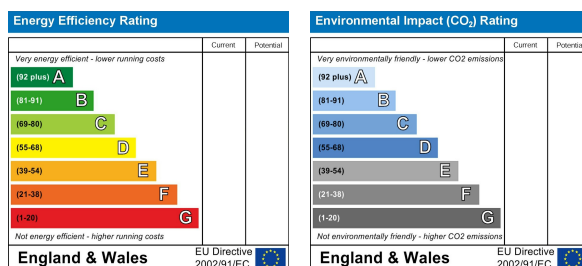 Energy Efficiency Rating
Current Potential
Very energy efficient - lower running costs
(92 plus) A
(81-91) B
(69-80) C
(55-68) D
(39-54) E
(21-38) F
(1-20) G
Not energy efficient - higher running costs
England & Wales
EU Directive
2002/91/EC
Environmental Impact (CO₂) Rating
Current Potential
Very environmentally friendly - lower CO2 emissions
(92 plus) A
(81-91) B
(69-80) C
(55-68) D
(39-54) E
(21-38) F
(1-20) G
Not environmentally friendly - higher CO2 emissions
England & Wales
EU Directive
2002/91/EC